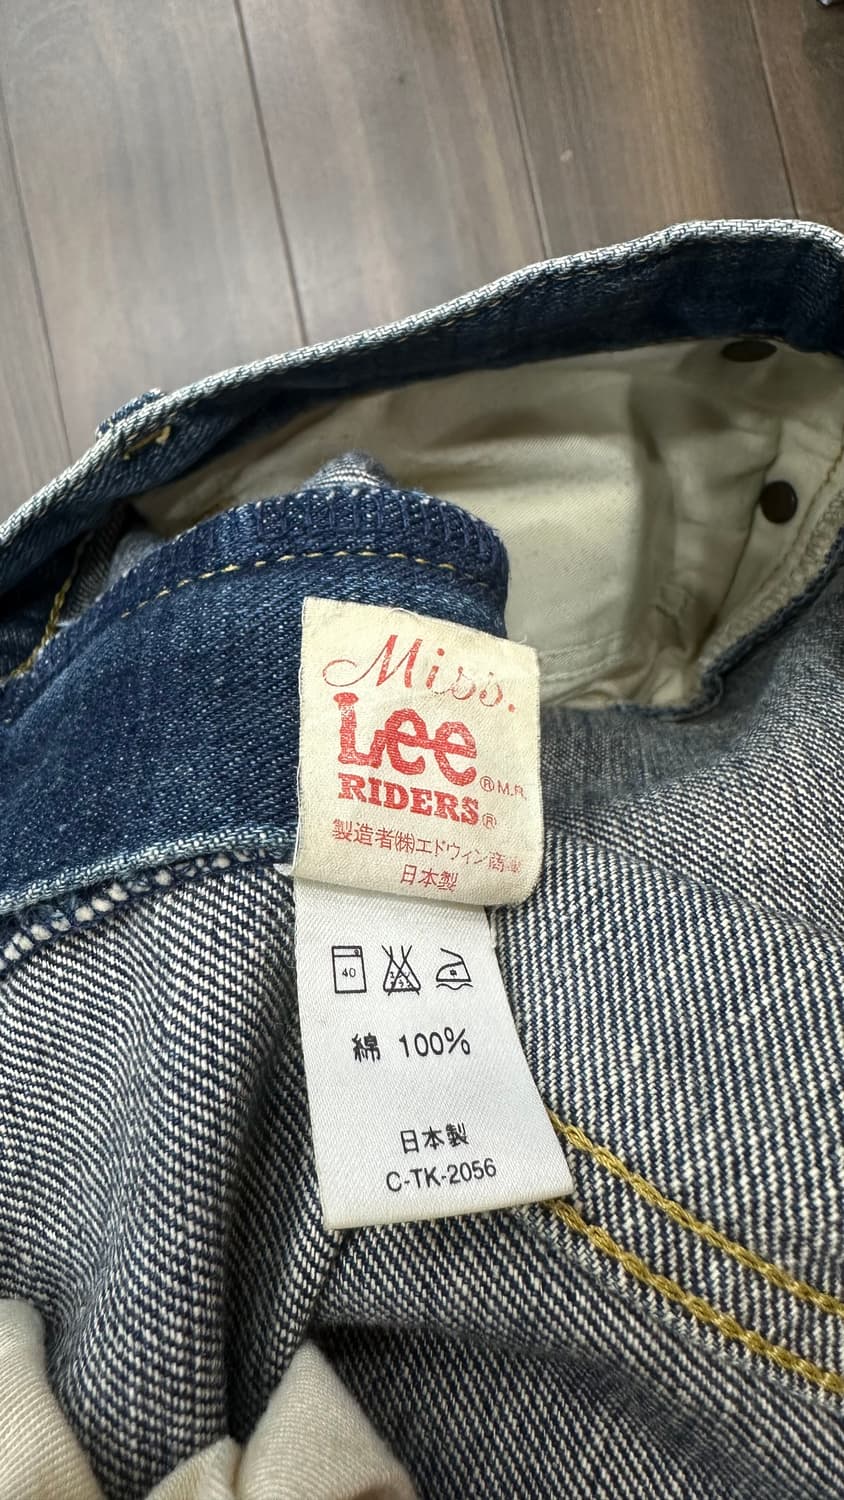 Miss.
Lee
® M.R.
RIDERS®
製造者㈱エドウィン商事
日本製
40
綿 100%
日本製
C-TK-2056